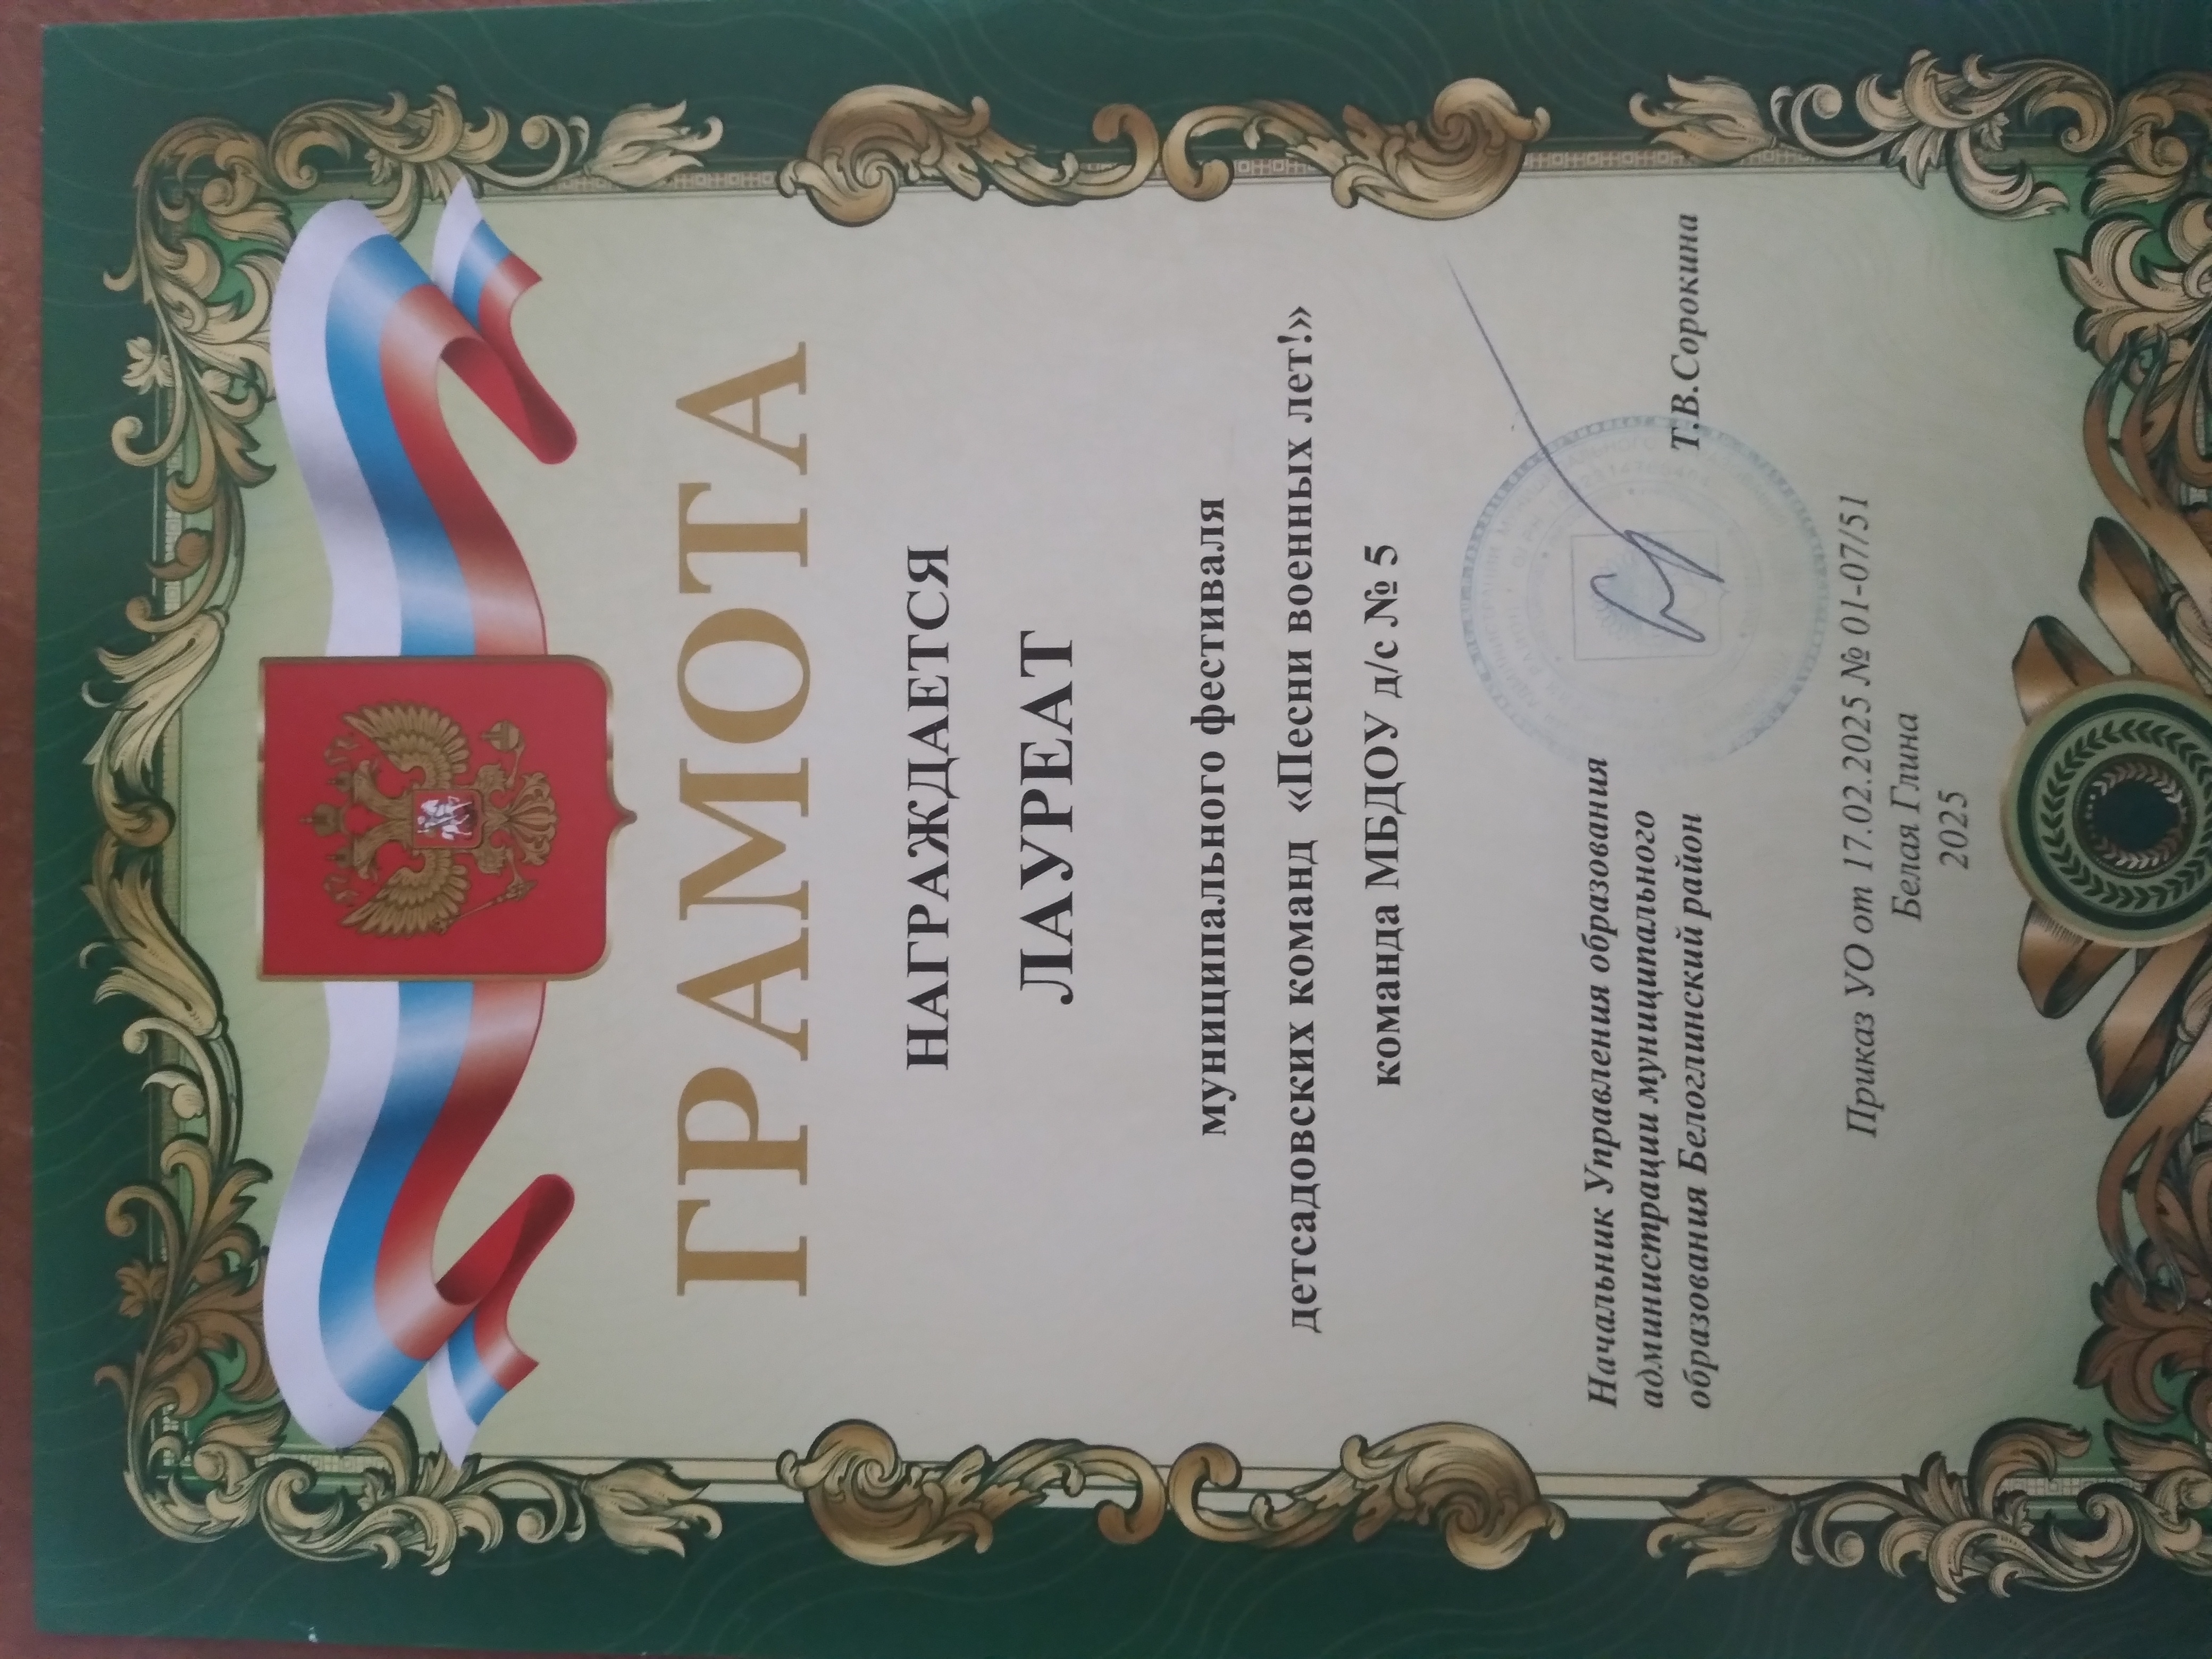 ГРАМОТА
НАГРАЖДАЕТСЯ
ЛАУРЕАТ
муниципального фестиваля
детсадовских команд «Песни военных лет!»
команда МБДОУ д/с № 5
Начальник Управления образования
администрации муниципального
образования Белоглинский район Т.В.Сорокина
Приказ УО от 17.02.2025 № 01-07/51
Белая Глина
2025